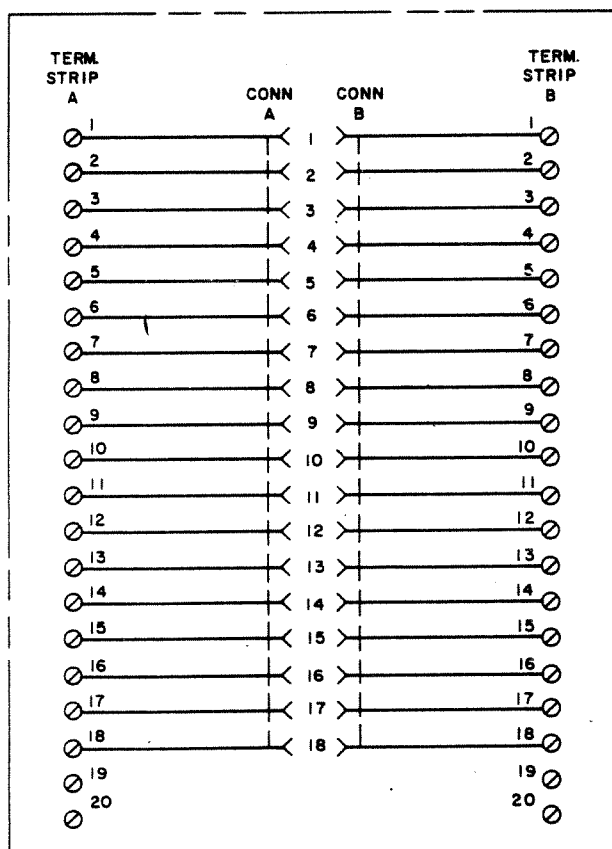 TERM. STRIP A
CONN A
CONN B
TERM. STRIP B
1 1 1
2 2 2
3 3 3
4 4 4
5 5 5
6 6 6
7 7 7
8 8 8
9 9 9
10 10 10
11 11 11
12 12 12
13 13 13
14 14 14
15 15 15
16 16 16
17 17 17
18 18 18
19 19
20 20